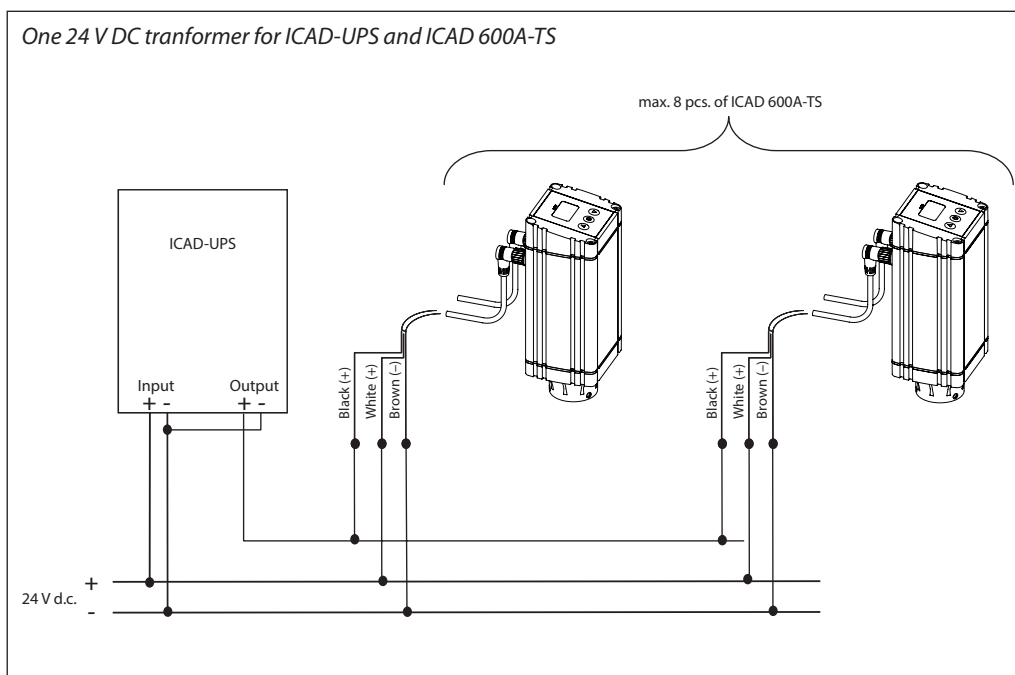 One 24 V DC tranformer for ICAD-UPS and ICAD 600A-TS
max. 8 pcs. of ICAD 600A-TS
ICAD-UPS
Input Output
+ - + -
Black (+)
White (+)
Brown (–)
Black (+)
White (+)
Brown (–)
+
24 V d.c.
-